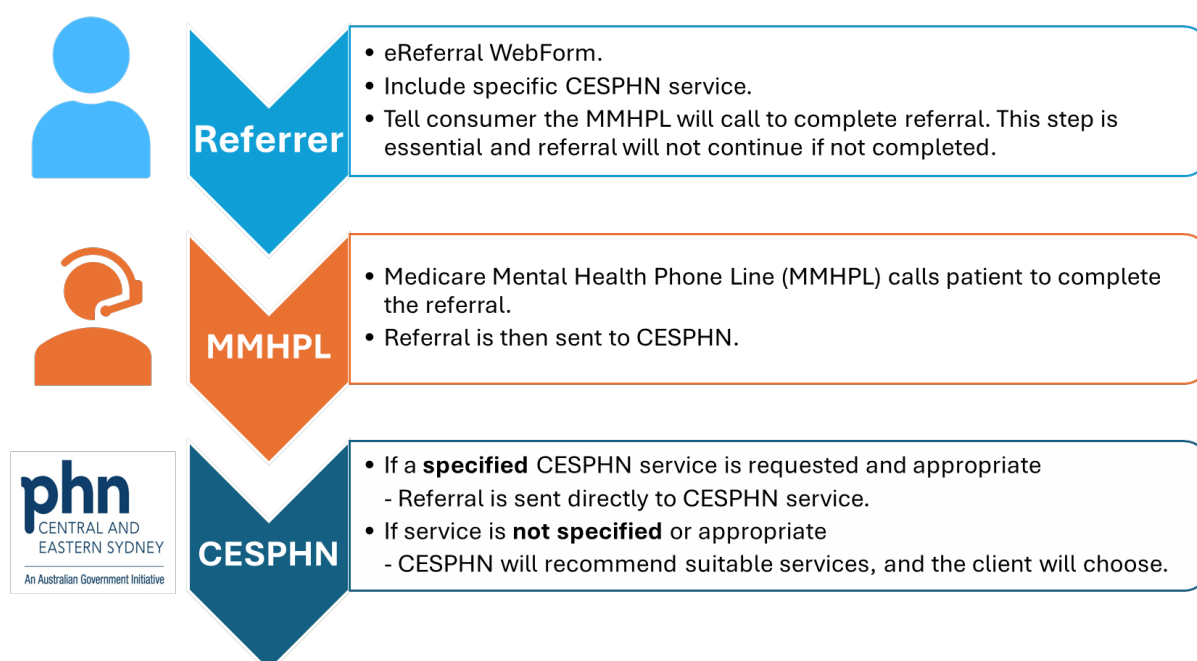 Referrer
• eReferral WebForm.
• Include specific CESPHN service.
• Tell consumer the MMHPL will call to complete referral. This step is
essential and referral will not continue if not completed.
MMHPL
• Medicare Mental Health Phone Line (MMHPL) calls patient to complete
the referral.
• Referral is then sent to CESPHN.
phn
CENTRAL AND
EASTERN SYDNEY
An Australian Government Initiative
CESPHN
• If a specified CESPHN service is requested and appropriate
- Referral is sent directly to CESPHN service.
• If service is not specified or appropriate
- CESPHN will recommend suitable services, and the client will choose.